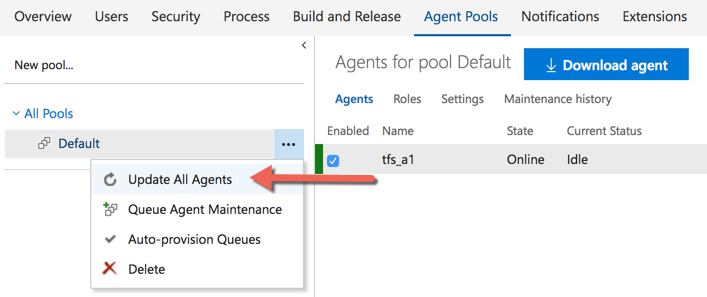 Overview Users Security Process Build and Release Agent Pools Notifications Extensions
New pool...
All Pools
Default ...
Update All Agents
Queue Agent Maintenance
Auto-provision Queues
Delete
Agents for pool Default Download agent
Agents Roles Settings Maintenance history
Enabled Name State Current Status
tfs_a1 Online Idle